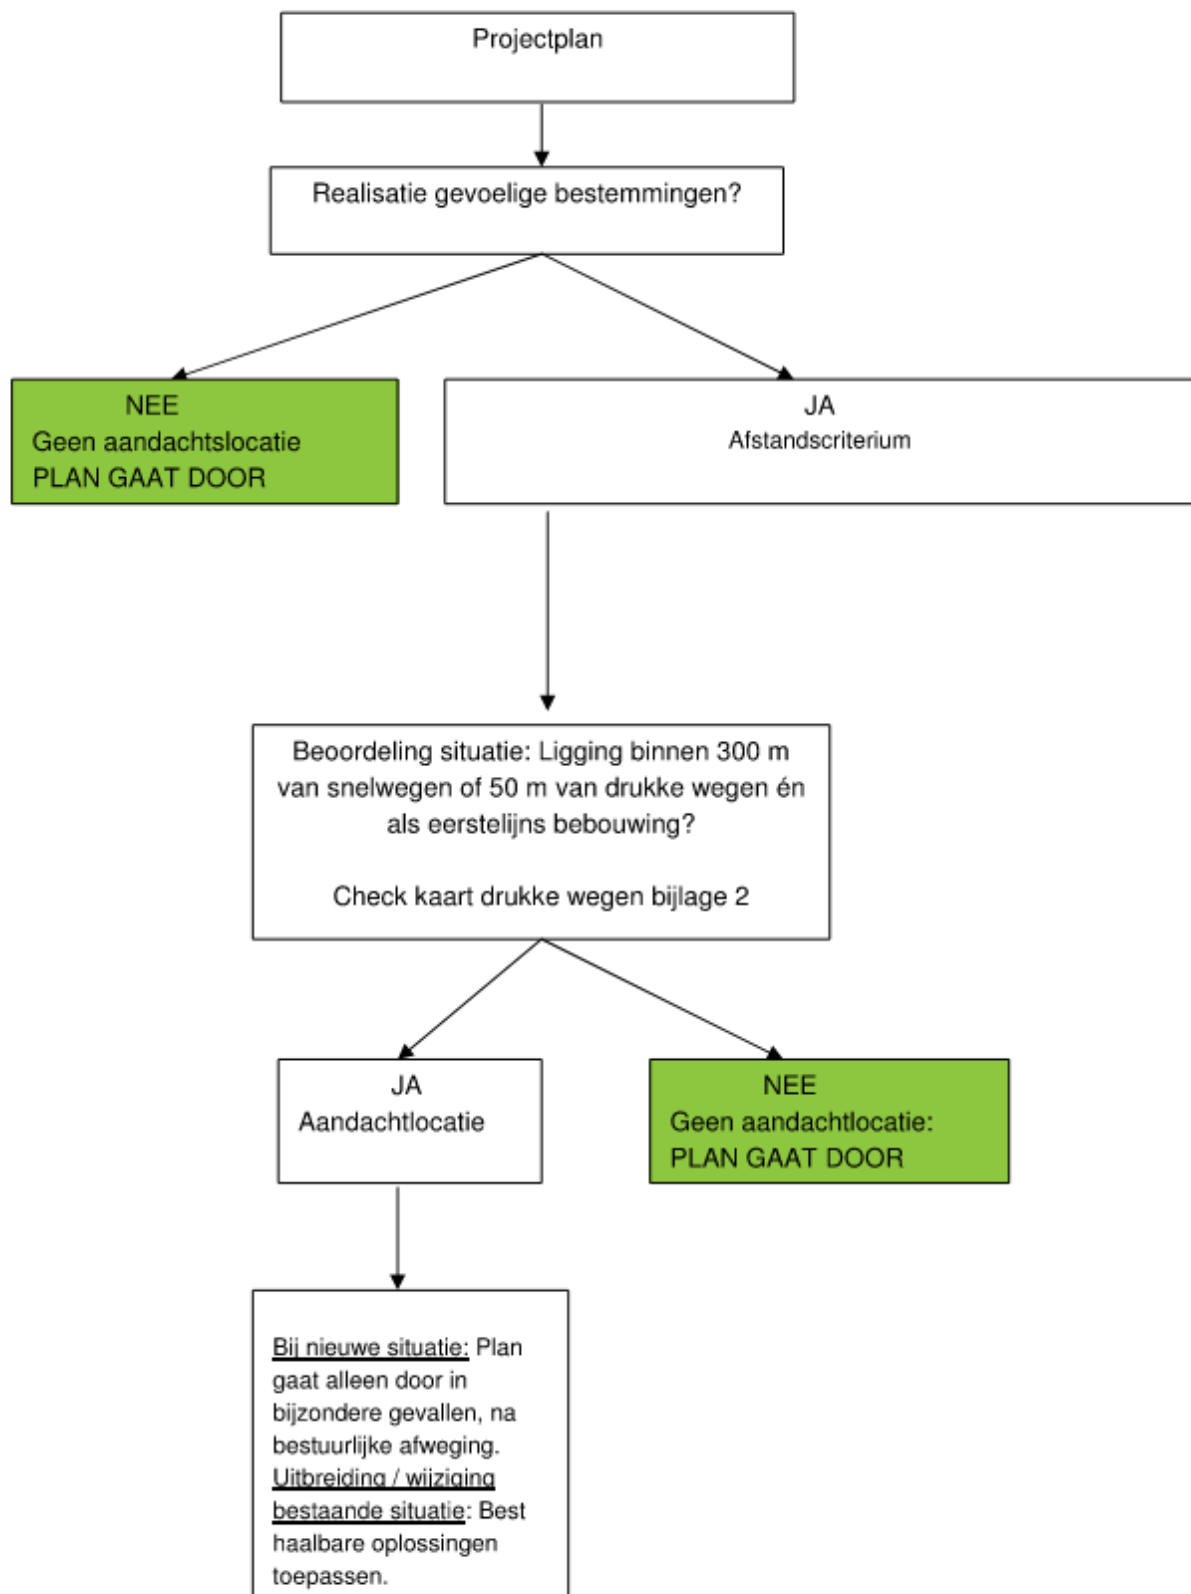 Projectplan
Realisatie gevoelige bestemmingen?
NEE
Geen aandachtslocatie
PLAN GAAT DOOR
JA
Afstandscriterium
Beoordeling situatie: Ligging binnen 300 m
van snelwegen of 50 m van drukke wegen én
als eerstelijns bebouwing?
Check kaart drukke wegen bijlage 2
JA
Aandachtlocatie
NEE
Geen aandachtlocatie:
PLAN GAAT DOOR
Bij nieuwe situatie: Plan
gaat alleen door in
bijzondere gevallen, na
bestuurlijke afweging.
Uitbreiding / wijziging
bestaande situatie: Best
haalbare oplossingen
toepassen.